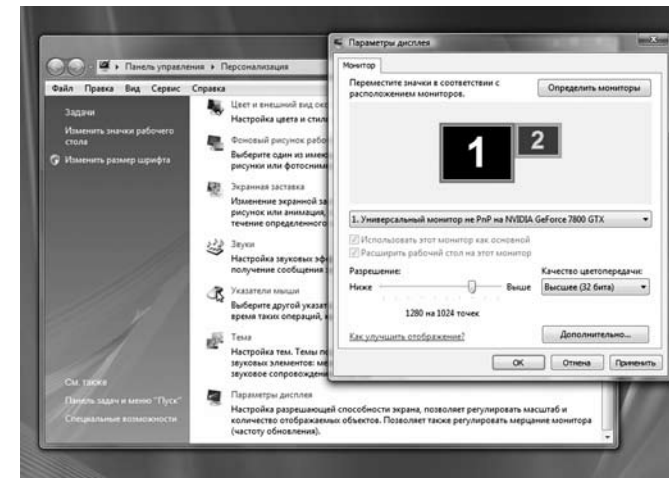 Панель управления
Персонализация
Файл Правка Вид Сервис Справка
Задачи
Изменить значки рабочего
стола
Изменить размер шрифта
См. также
Панель задач и меню "Пуск"
Специальные возможности
Цвет и внешний вид
Настройка цвета и
Фоновый рисунок
Выберите один из
рисунки или
Экранная заставка
Изменение экранной
рисунок или анимация,
течение определенного
Звуки
Настройка звуковых
получение сообщения
Указатели мыши
Выберите другой
время таких операций,
Тема
Настройка тем. Темы
звуковых элементов:
звуковое
Параметры дисплея
Настройка разрешающей способности экрана, позволяет регулировать масштаб и
количество отображаемых объектов. Позволяет также регулировать мерцание монитора
(частоту обновления).
Параметры дисплея
Монитор
Переместите значки в соответствии с
расположением мониторов.
Определить мониторы
1
2
1. Универсальный монитор не PnP на NVIDIA GeForce 7800 GTX
Использовать этот монитор как основной
Расширить рабочий стол на этот монитор
Разрешение:
Ниже
Выше
1280 на 1024 точек
Качество цветопередачи:
Высшее (32 бита)
Как улучшить отображение?
Дополнительно...
ОК
Отмена
Применить